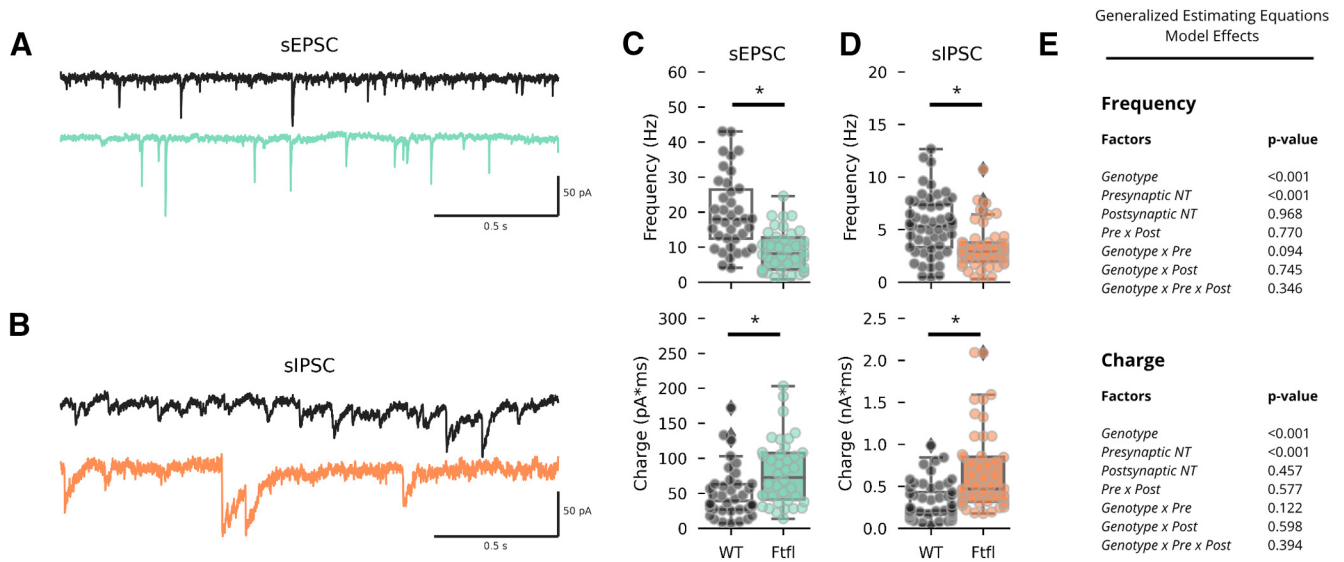 A
sEPSC
50 pA
0.5 s
B
sIPSC
50 pA
0.5 s
C
sEPSC
Frequency (Hz)
60
50
40
30
20
10
0
*
Charge (pA*ms)
300
250
200
150
100
50
0
*
WT
Ftfl
D
sIPSC
Frequency (Hz)
20
15
10
5
0
*
Charge (nA*ms)
2.5
2.0
1.5
1.0
0.5
0.0
*
WT
Ftfl
E
Generalized Estimating Equations
Model Effects
Frequency
Factors p-value
Genotype <0.001
Presynaptic NT <0.001
Postsynaptic NT 0.968
Pre x Post 0.770
Genotype x Pre 0.094
Genotype x Post 0.745
Genotype x Pre x Post 0.346
Charge
Factors p-value
Genotype <0.001
Presynaptic NT <0.001
Postsynaptic NT 0.457
Pre x Post 0.577
Genotype x Pre 0.122
Genotype x Post 0.598
Genotype x Pre x Post 0.394